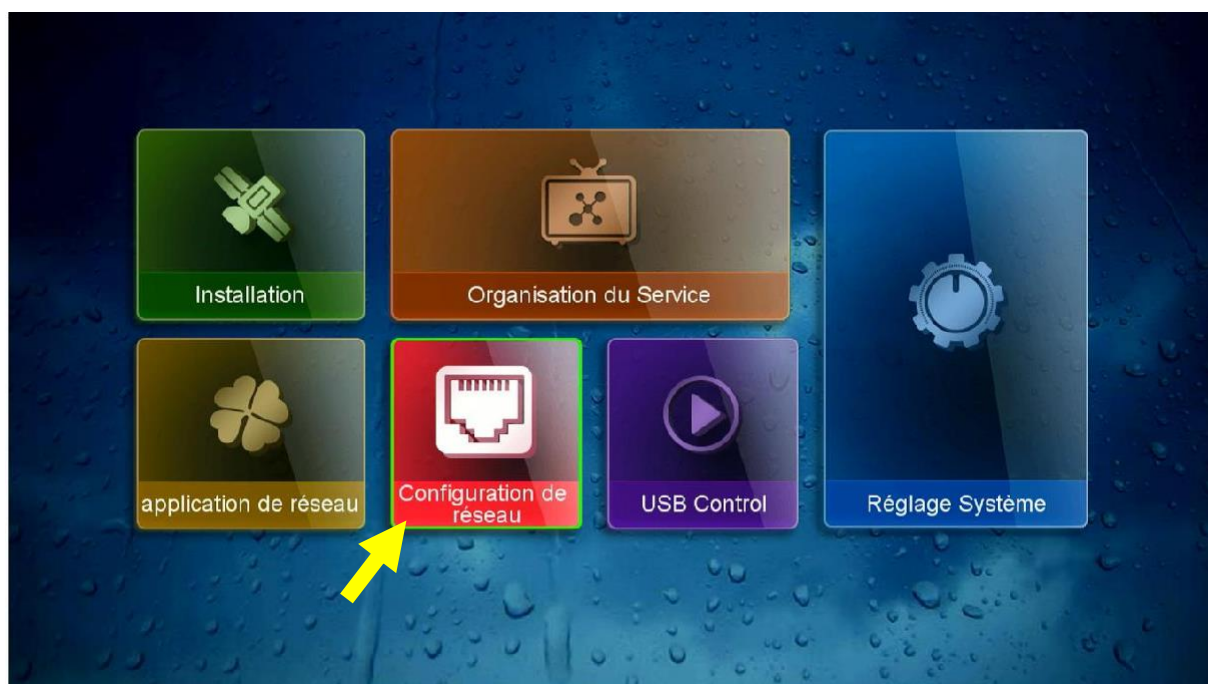 Installation
Organisation du Service
application de réseau
Configuration de
réseau
USB Control
Réglage Système